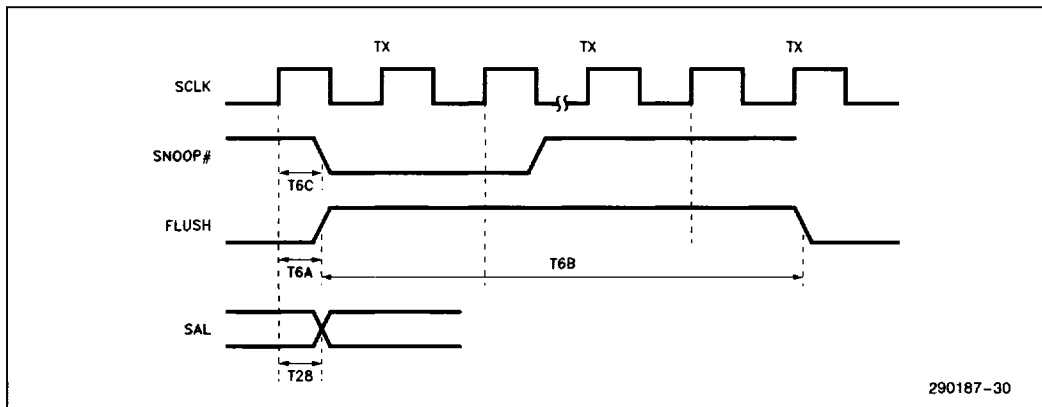 TX TX TX
SCLK
SNOOP#
T6C
FLUSH
T6A T6B
SAL
T28
290187-30